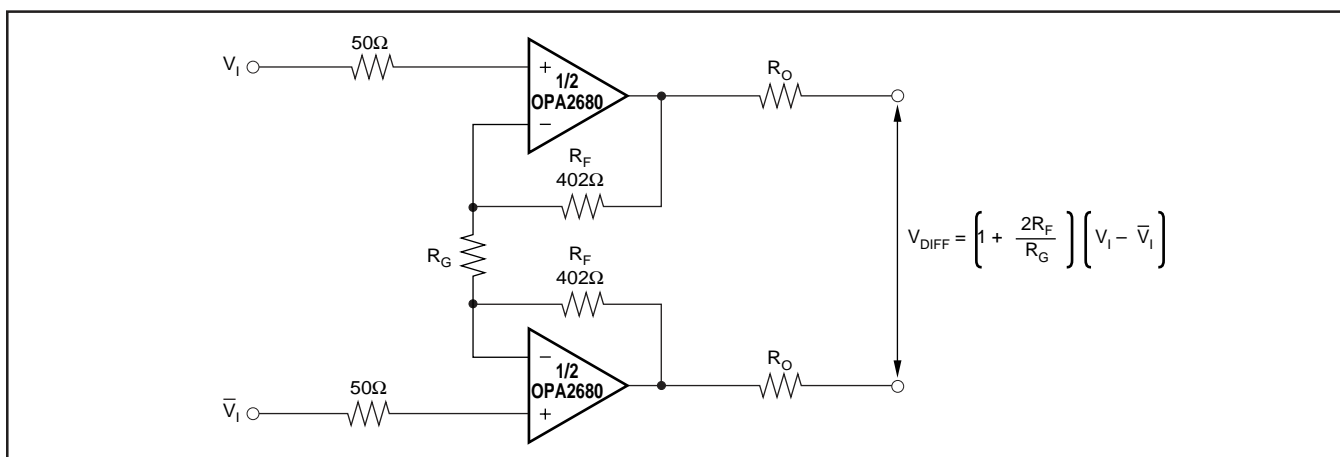 50Ω
V_I
+
1/2
OPA2680
−
R_O
R_F
402Ω
R_G
V_DIFF = (1 + 2R_F / R_G) (V_I − V̅_I)
R_F
402Ω
−
1/2
OPA2680
+
R_O
50Ω
V̅_I